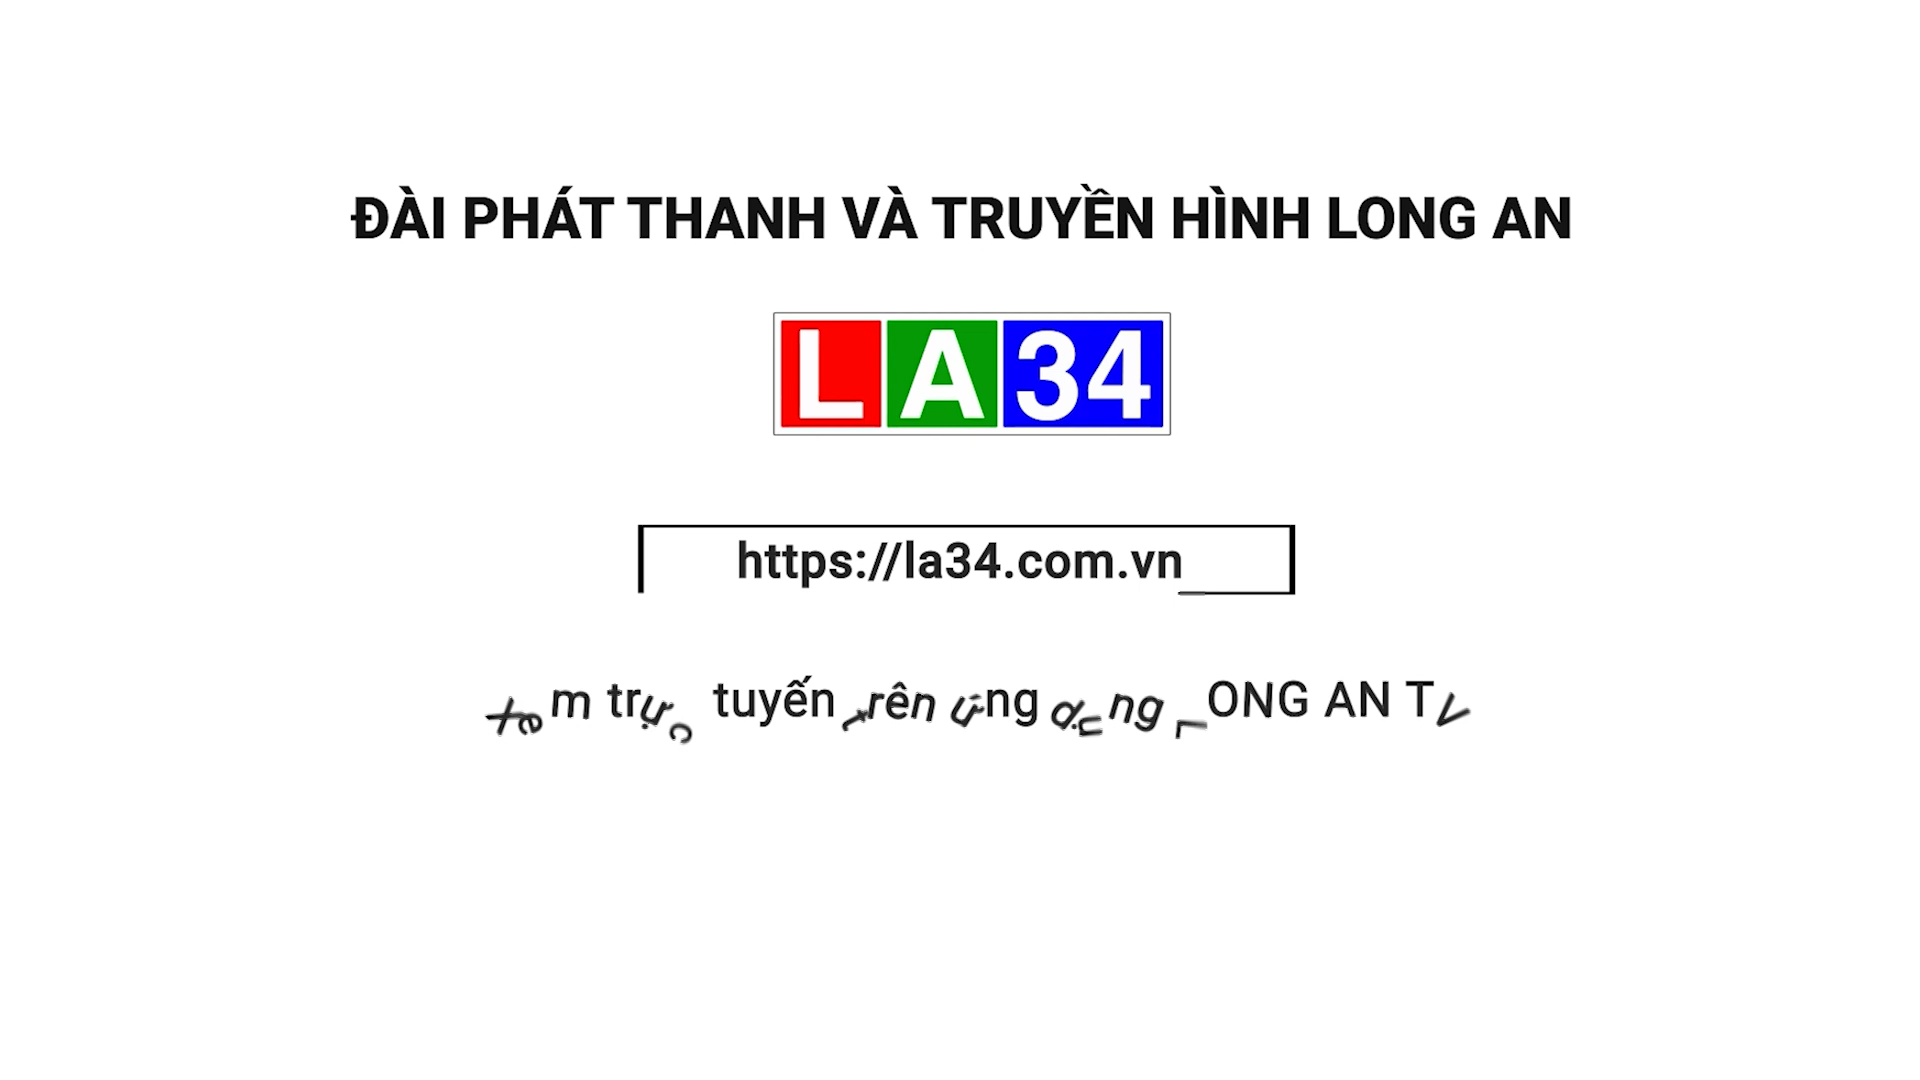 ĐÀI PHÁT THANH VÀ TRUYỀN HÌNH LONG AN
LA34
https://la34.com.vn
xem trực tuyến trên ứng dụng LONG AN TV